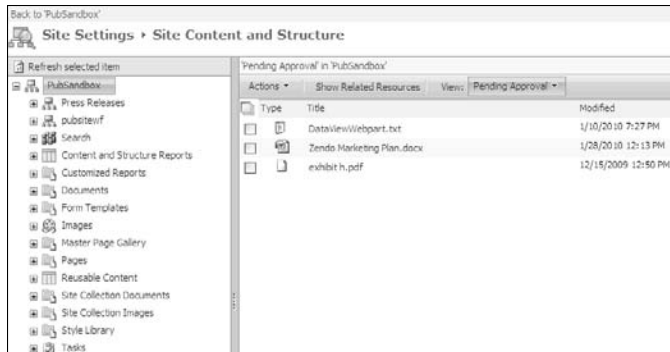 Back to 'PubSandbox'
Site Settings ▸ Site Content and Structure
Refresh selected item
'Pending Approval' in 'PubSandbox'
PubSandbox
Actions Show Related Resources View: Pending Approval
Press Releases
Type Title Modified
pubsitewf
DataViewWebpart.txt 1/10/2010 7:27 PM
Search
Zendo Marketing Plan.docx 1/28/2010 12:13 PM
Content and Structure Reports
exhibit h.pdf 12/15/2009 12:50 PM
Customized Reports
Documents
Form Templates
Images
Master Page Gallery
Pages
Reusable Content
Site Collection Documents
Site Collection Images
Style Library
Tasks